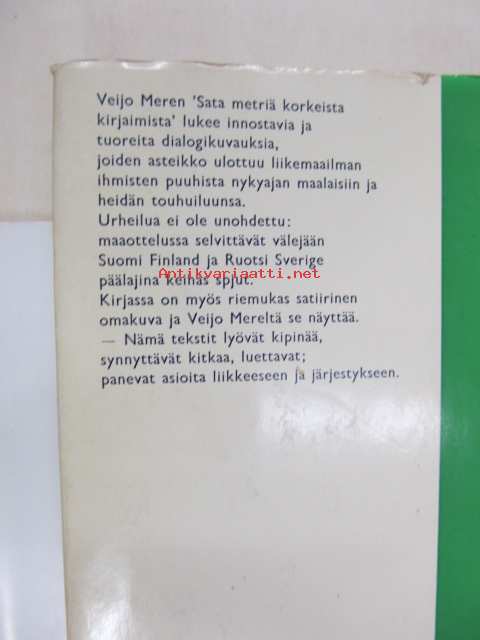 Veijo Meren 'Sata metriä korkeista
kirjaimista' lukee innostavia ja
tuoreita dialogikuvauksia,
joiden asteikko ulottuu liikemaailman
ihmisten puuhista nykyajan maalaisiin ja
heidän touhuiluunsa.
Urheilua ei ole unohdettu:
maaottelussa selvittävät välejään
Suomi Finland ja Ruotsi Sverige
päälajina keihäs spjut.
Antikvariaatti.net
Kirjassa on myös riemukas satiirinen
omakuva ja Veijo Mereltä se näyttää.
— Nämä tekstit lyövät kipinää,
synnyttävät kitkaa, luettavat;
panevat asioita liikkeeseen ja järjestykseen.